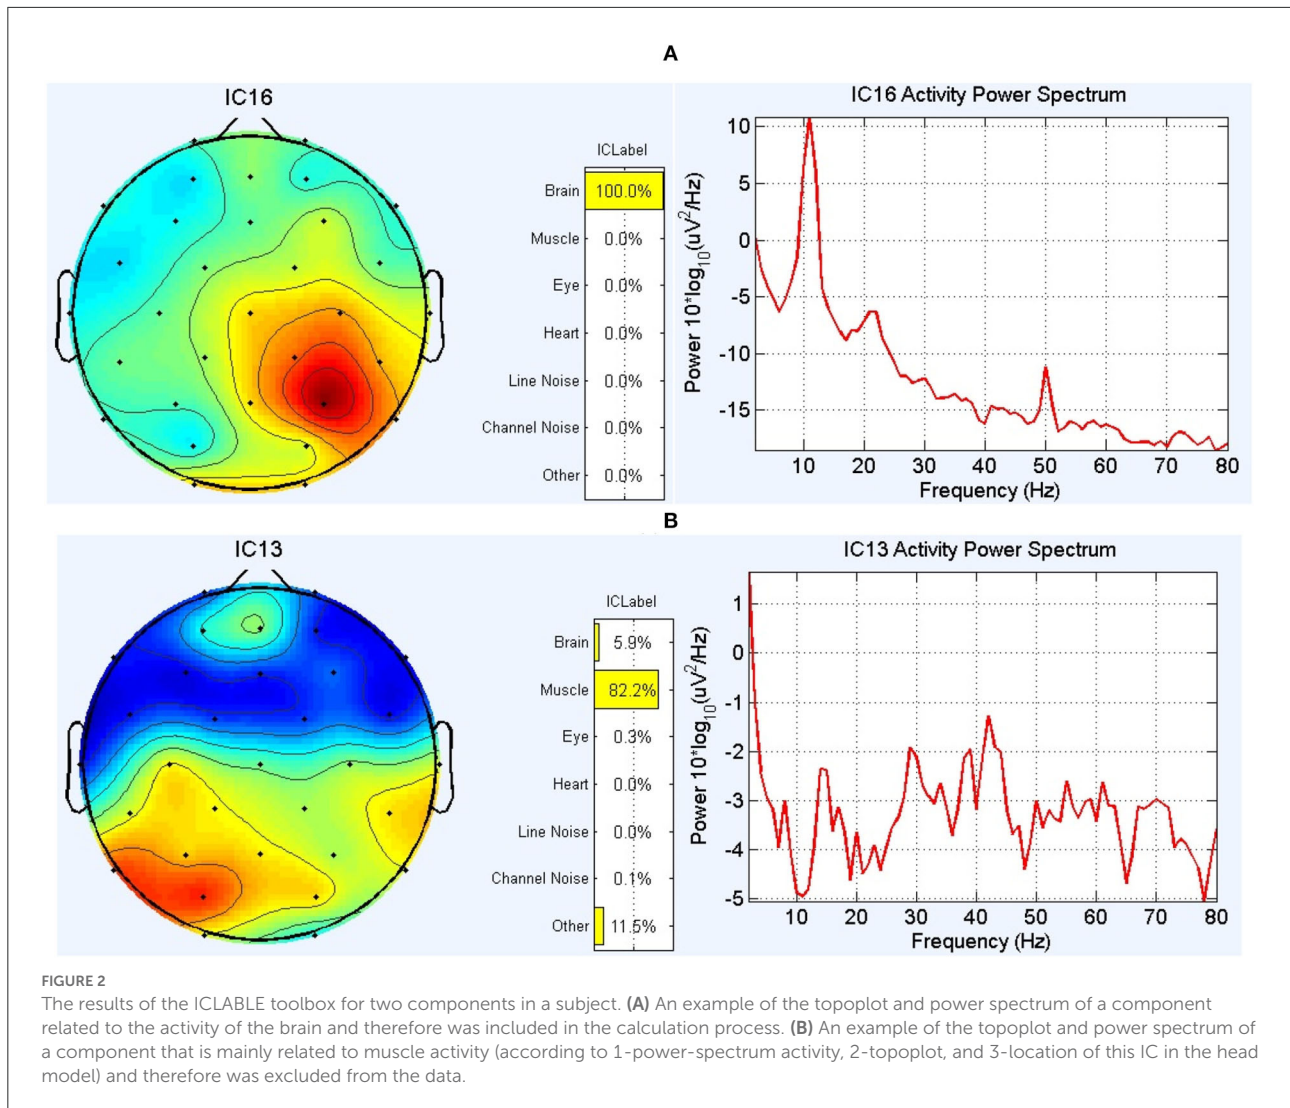 A
IC16
ICLabel
Brain 100.0%
Muscle 0.0%
Eye 0.0%
Heart 0.0%
Line Noise 0.0%
Channel Noise 0.0%
Other 0.0%
IC16 Activity Power Spectrum
Power 10*log10(uV2/Hz)
10
5
0
-5
-10
-15
10 20 30 40 50 60 70 80
Frequency (Hz)
B
IC13
ICLabel
Brain 5.9%
Muscle 82.2%
Eye 0.3%
Heart 0.0%
Line Noise 0.0%
Channel Noise 0.1%
Other 11.5%
IC13 Activity Power Spectrum
Power 10*log10(uV2/Hz)
1
0
-1
-2
-3
-4
-5
10 20 30 40 50 60 70 80
Frequency (Hz)
FIGURE 2
The results of the ICLABLE toolbox for two components in a subject. (A) An example of the topoplot and power spectrum of a component
related to the activity of the brain and therefore was included in the calculation process. (B) An example of the topoplot and power spectrum of
a component that is mainly related to muscle activity (according to 1-power-spectrum activity, 2-topoplot, and 3-location of this IC in the head
model) and therefore was excluded from the data.